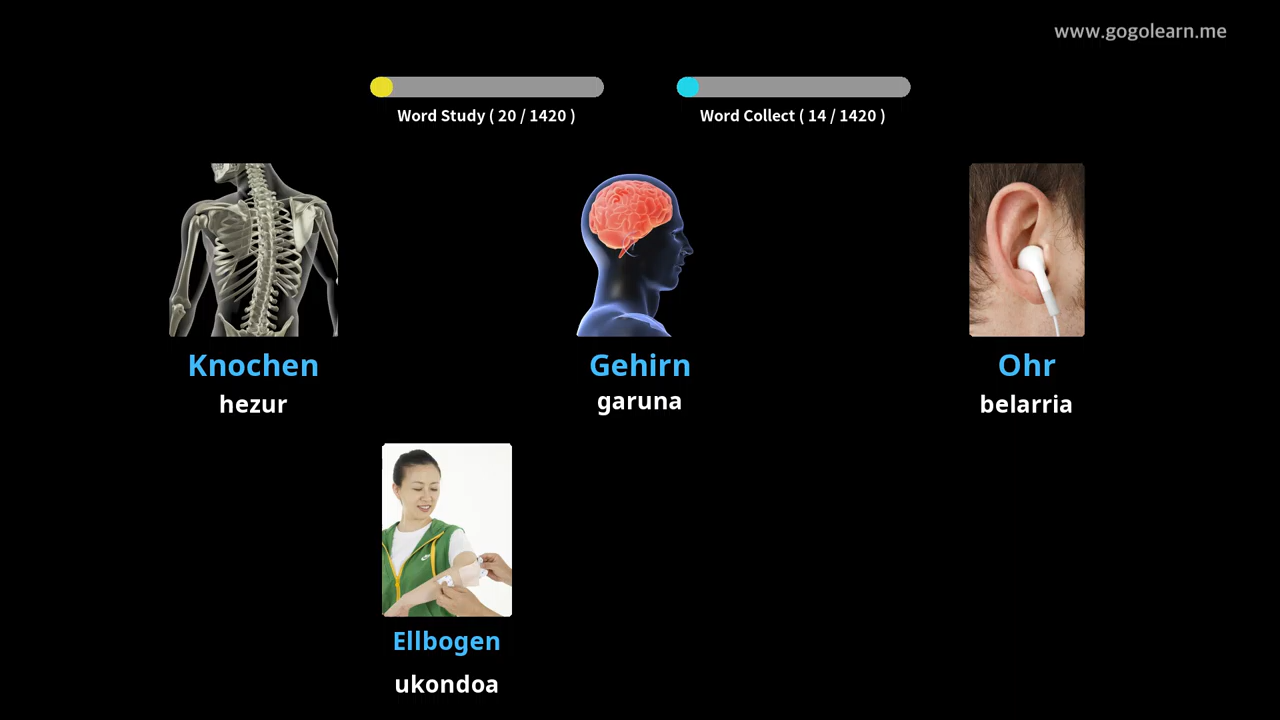 www.gogolearn.me
Word Study ( 20 / 1420 )
Word Collect ( 14 / 1420 )
Knochen
hezur
Gehirn
garuna
Ohr
belarria
Ellbogen
ukondoa